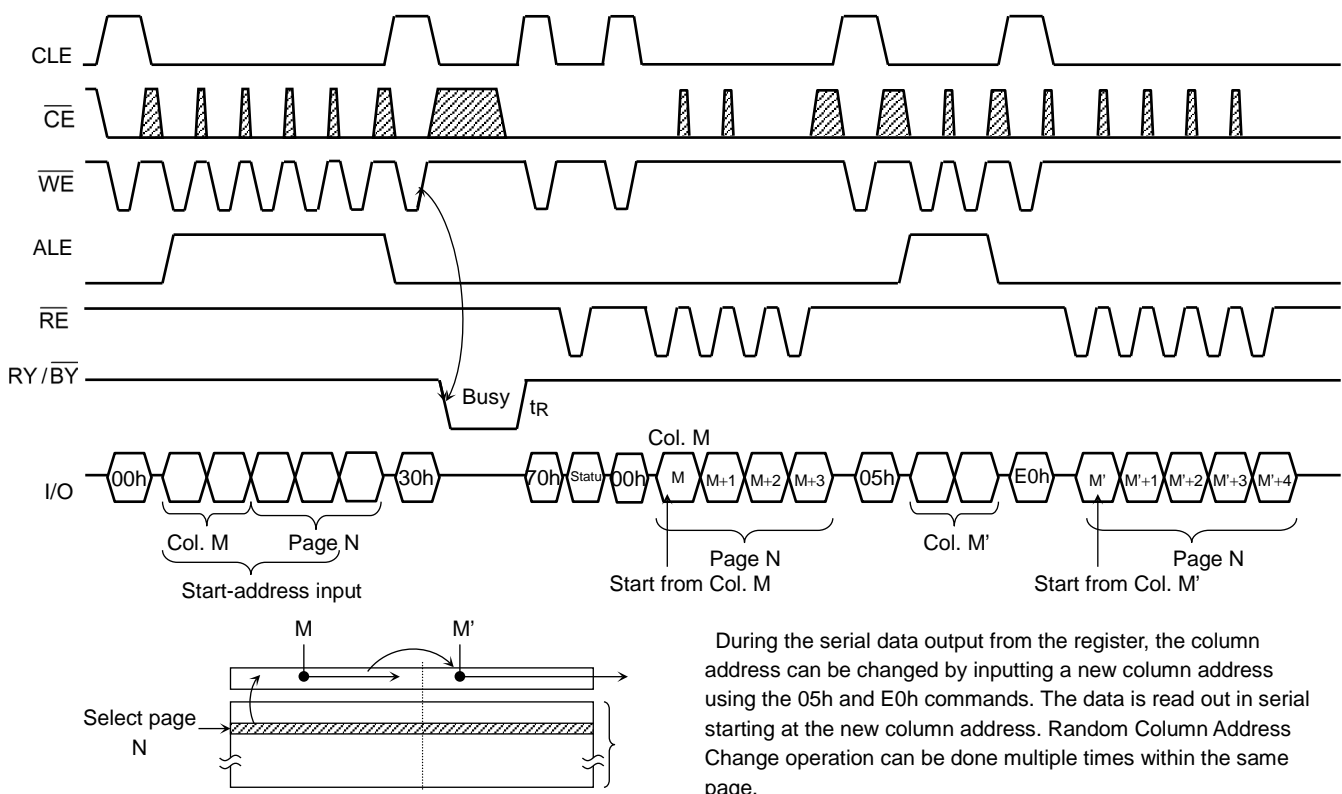 CLE
CE
WE
ALE
RE
RY / BY
Busy
tR
Col. M
I/O
00h
30h
70h
Statu
00h
M
M+1
M+2
M+3
05h
E0h
M'
M'+1
M'+2
M'+3
M'+4
Col. M
Page N
Page N
Col. M'
Page N
Start-address input
Start from Col. M
Start from Col. M'
M
M'
Select page
N
During the serial data output from the register, the column
address can be changed by inputting a new column address
using the 05h and E0h commands. The data is read out in serial
starting at the new column address. Random Column Address
Change operation can be done multiple times within the same
page.